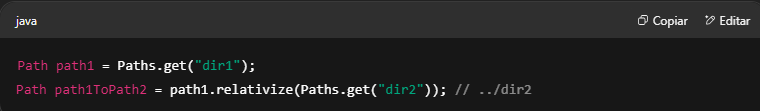 java Copiar Editar
Path path1 = Paths.get("dir1");
Path path1ToPath2 = path1.relativize(Paths.get("dir2")); // ../dir2